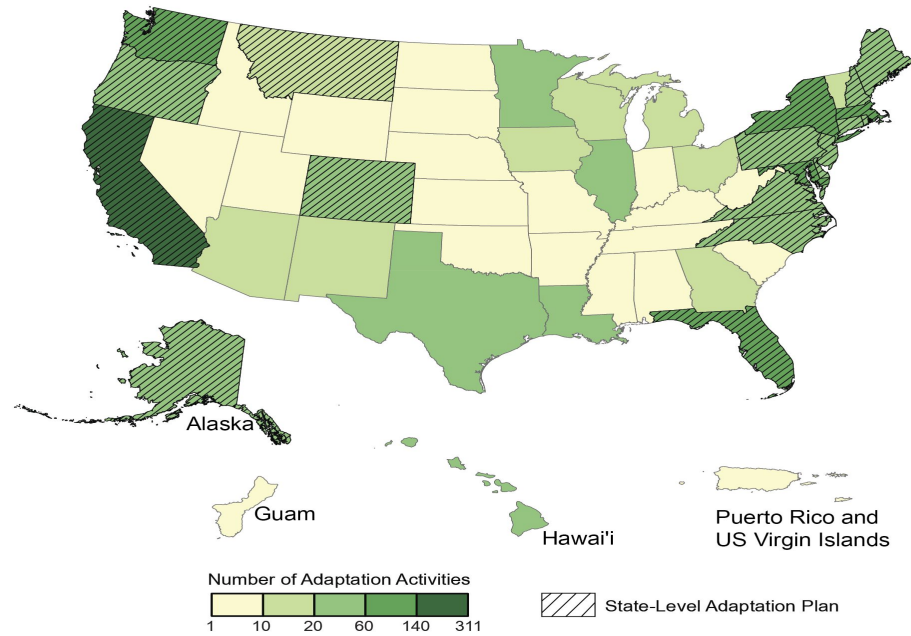 Alaska
Guam
Hawai'i
Puerto Rico and
US Virgin Islands
Number of Adaptation Activities
1 10 20 60 140 311
State-Level Adaptation Plan